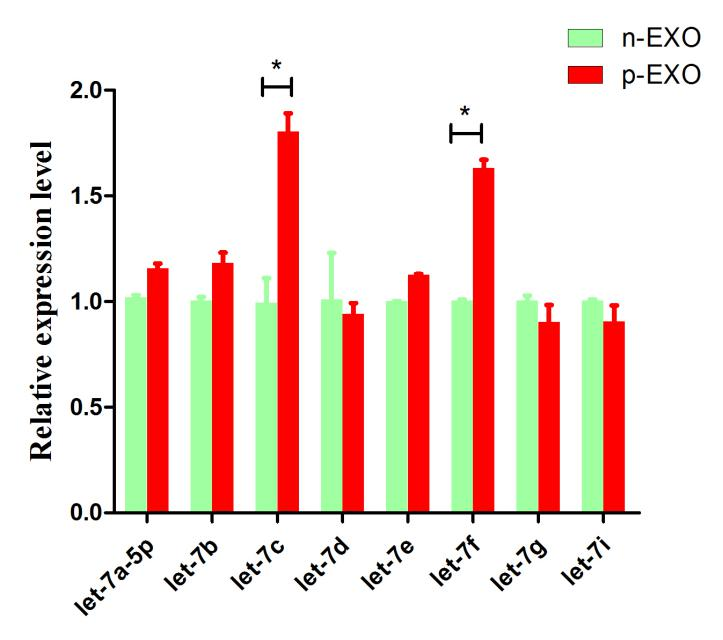 n-EXO
p-EXO
*
*
2.0
1.5
1.0
0.5
0.0
Relative expression level
let-7a-5p
let-7b
let-7c
let-7d
let-7e
let-7f
let-7g
let-7i